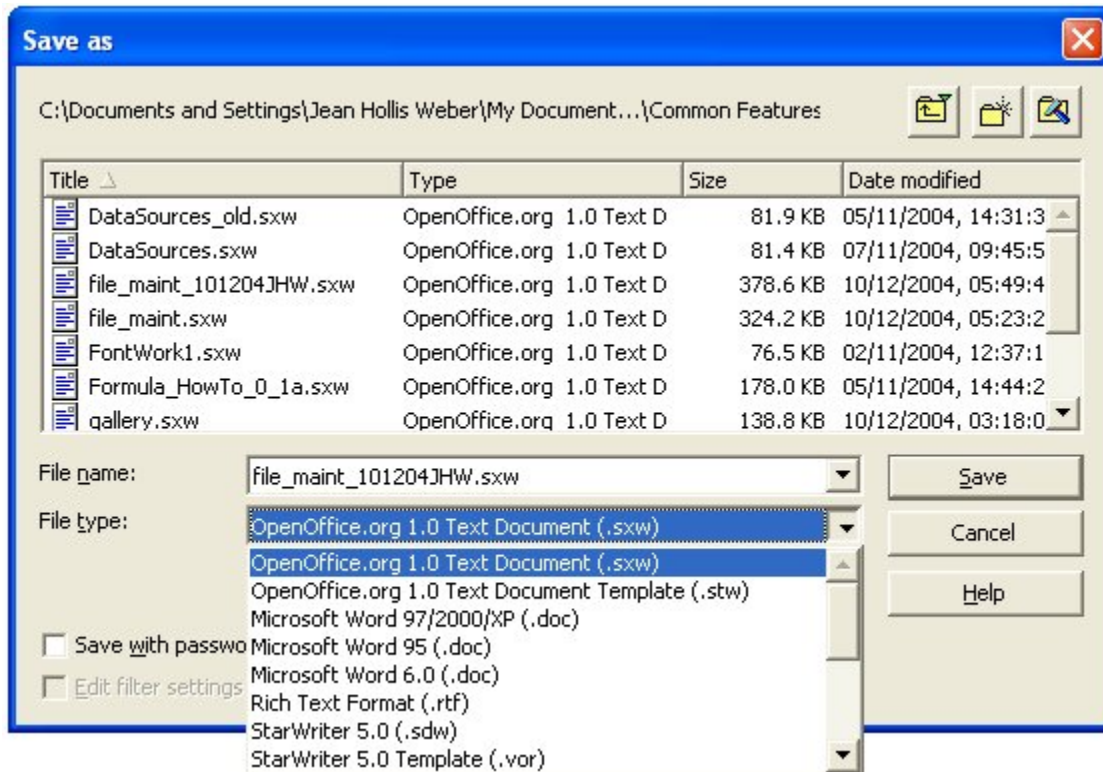 Save as
C:\Documents and Settings\Jean Hollis Weber\My Document...\Common Features
Title Type Size Date modified
DataSources_old.sxw OpenOffice.org 1.0 Text D 81.9 KB 05/11/2004, 14:31:3
DataSources.sxw OpenOffice.org 1.0 Text D 81.4 KB 07/11/2004, 09:45:5
file_maint_101204JHW.sxw OpenOffice.org 1.0 Text D 378.6 KB 10/12/2004, 05:49:4
file_maint.sxw OpenOffice.org 1.0 Text D 324.2 KB 10/12/2004, 05:23:2
FontWork1.sxw OpenOffice.org 1.0 Text D 76.5 KB 02/11/2004, 12:37:1
Formula_HowTo_0_1a.sxw OpenOffice.org 1.0 Text D 178.0 KB 05/11/2004, 14:44:2
gallery.sxw OpenOffice.org 1.0 Text D 138.8 KB 10/12/2004, 03:18:0
File name: file_maint_101204JHW.sxw Save
File type: OpenOffice.org 1.0 Text Document (.sxw) Cancel
OpenOffice.org 1.0 Text Document (.sxw)
OpenOffice.org 1.0 Text Document Template (.stw) Help
Microsoft Word 97/2000/XP (.doc)
Save with passwo Microsoft Word 95 (.doc)
Microsoft Word 6.0 (.doc)
Edit filter settings Rich Text Format (.rtf)
StarWriter 5.0 (.sdw)
StarWriter 5.0 Template (.vor)